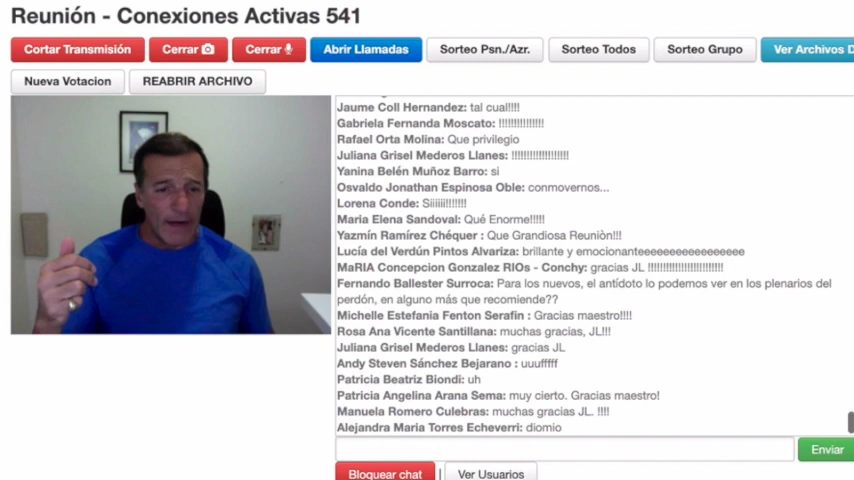 Reunión - Conexiones Activas 541
Cortar Transmisión Cerrar Cerrar Abrir Llamadas Sorteo Psn./Azr. Sorteo Todos Sorteo Grupo Ver Archivos D
Nueva Votacion REABRIR ARCHIVO
Jaume Coll Hernandez: tal cual!!!!
Gabriela Fernanda Moscato: !!!!!!!!!!!!!!!
Rafael Orta Molina: Que privilegio
Juliana Grisel Mederos Llanes: !!!!!!!!!!!!!!!!!!!
Yanina Belén Muñoz Barro: si
Osvaldo Jonathan Espinosa Oble: conmovernos...
Lorena Conde: Siiiiii!!!!!!!
Maria Elena Sandoval: Qué Enorme!!!!!
Yazmín Ramírez Chéquer : Que Grandiosa Reuniòn!!!
Lucía del Verdún Pintos Alvariza: brillante y emocionanteeeeeeeeeeeeeeeee
MaRIA Concepcion Gonzalez RIOs - Conchy: gracias JL !!!!!!!!!!!!!!!!!!!!!!!!!
Fernando Ballester Surroca: Para los nuevos, el antídoto lo podemos ver en los plenarios del
perdón, en alguno más que recomiende??
Michelle Estefania Fenton Serafin : Gracias maestro!!!!
Rosa Ana Vicente Santillana: muchas gracias, JL!!!
Juliana Grisel Mederos Llanes: gracias JL
Andy Steven Sánchez Bejarano : uuufffff
Patricia Beatriz Biondi: uh
Patricia Angelina Arana Sema: muy cierto. Gracias maestro!
Manuela Romero Culebras: muchas gracias JL. !!!!
Alejandra Maria Torres Echeverri: diomio
Enviar
Bloquear chat | Ver Usuarios